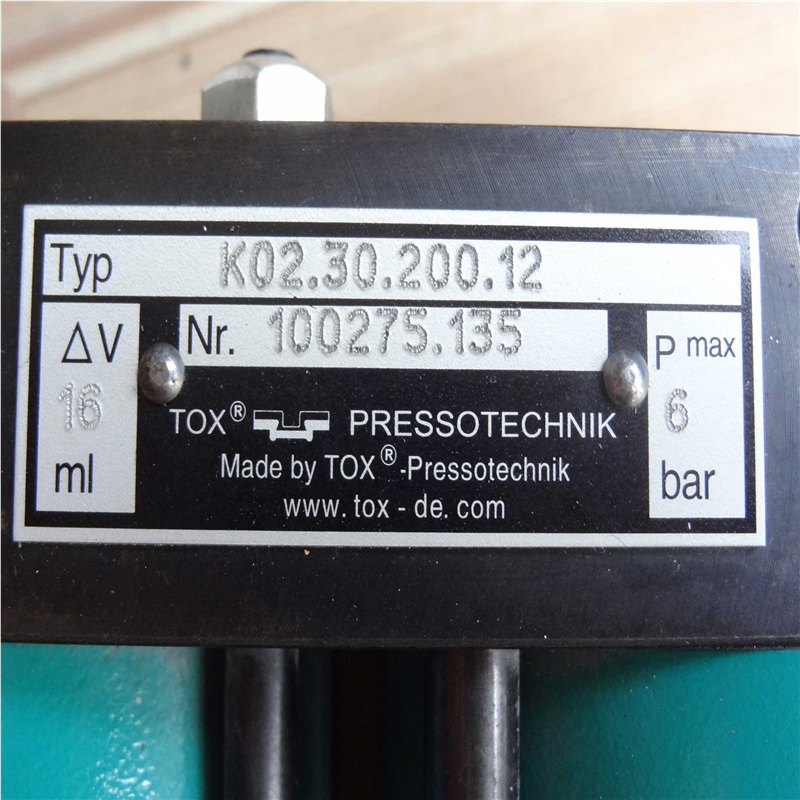 Typ K02.30.200.12
ΔV Nr. 100275.135 P max
16 6
ml bar
TOX® PRESSOTECHNIK
Made by TOX®-Pressotechnik
www.tox-de.com